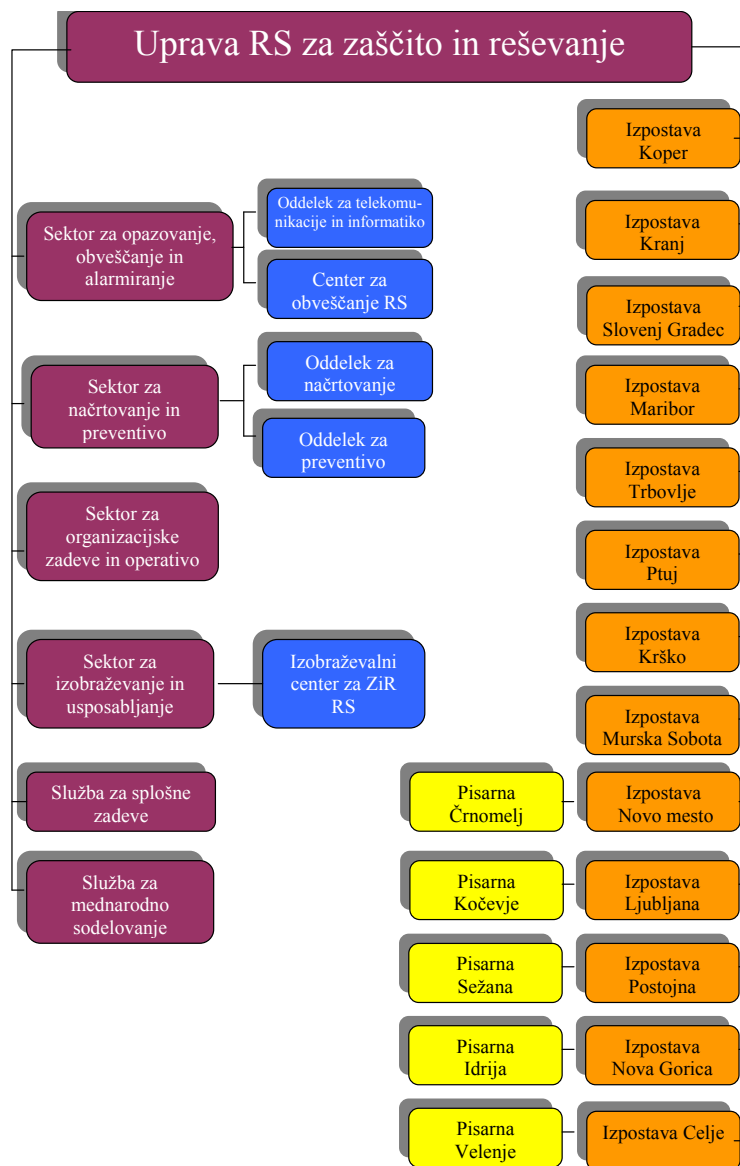 Uprava RS za zaščito in reševanje
Sektor za opazovanje,
obveščanje in
alarmiranje
Oddelek za telekomu-
nikacije in informatiko
Center za
obveščanje RS
Sektor za
načrtovanje in
preventivo
Oddelek za
načrtovanje
Oddelek za
preventivo
Sektor za
organizacijske
zadeve in operativo
Sektor za
izobraževanje in
usposabljanje
Izobraževalni
center za ZiR
RS
Služba za splošne
zadeve
Služba za
mednarodno
sodelovanje
Izpostava
Koper
Izpostava
Kranj
Izpostava
Slovenj Gradec
Izpostava
Maribor
Izpostava
Trbovlje
Izpostava
Ptuj
Izpostava
Krško
Izpostava
Murska Sobota
Pisarna
Črnomelj
Izpostava
Novo mesto
Pisarna
Kočevje
Izpostava
Ljubljana
Pisarna
Sežana
Izpostava
Postojna
Pisarna
Idrija
Izpostava
Nova Gorica
Pisarna
Velenje
Izpostava Celje